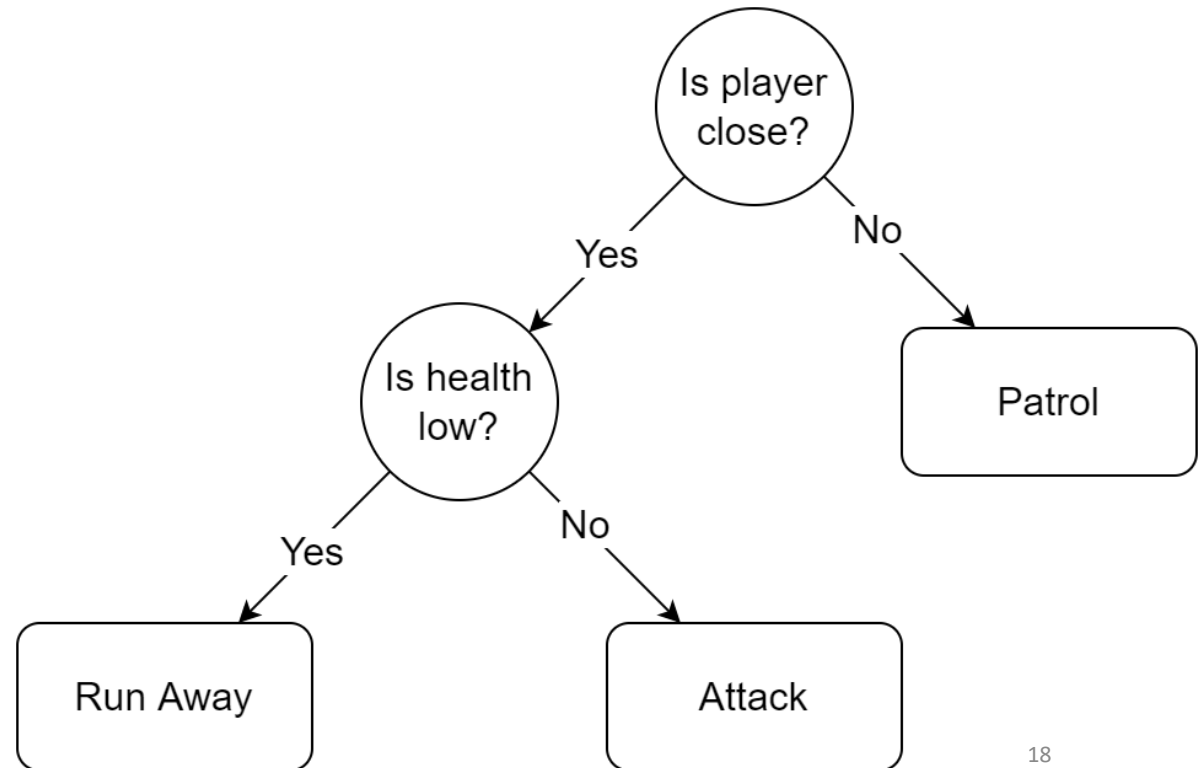 Is player
close?
No
Yes
Is health
low?
Patrol
No
Yes
Run Away
Attack
18